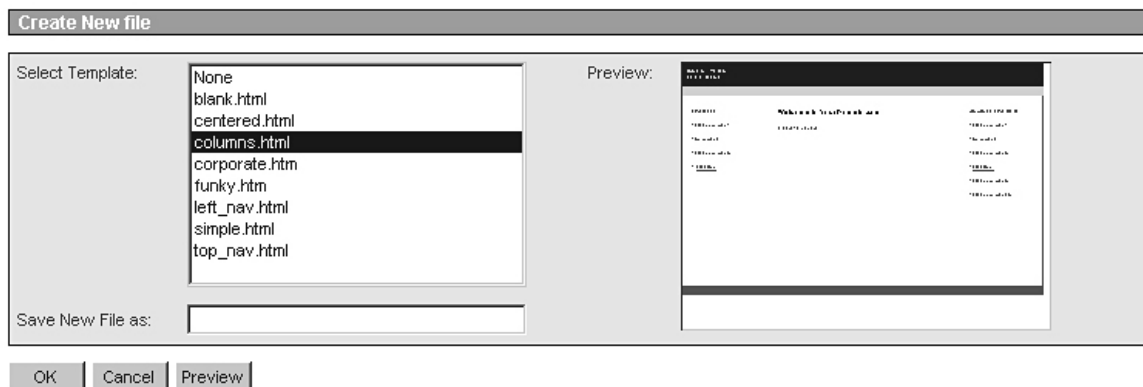 Create New file
Select Template:
None
blank.html
centered.html
columns.html
corporate.htm
funky.htm
left_nav.html
simple.html
top_nav.html
Preview:
Save New File as:
OK
Cancel
Preview